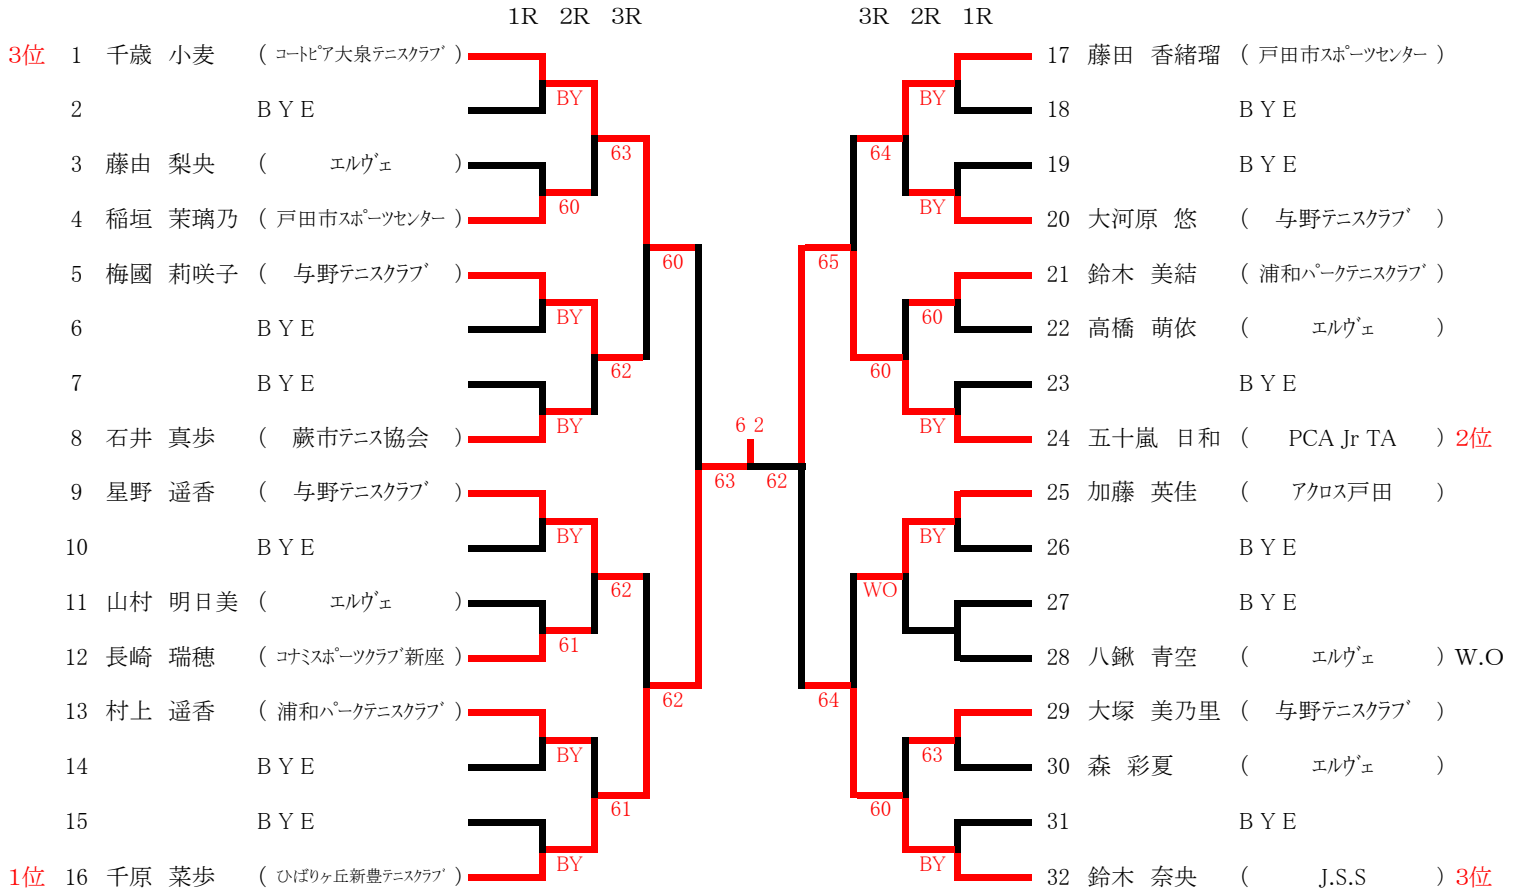 1R 2R 3R 3R 2R 1R
3位 1 千歳 小麦 ( コートピア大泉テニスクラブ ) 17 藤田 香緒瑠 ( 戸田市スポーツセンター )
BY BY
2 BYE 18 BYE
63 64
3 藤由 梨央 ( エルヴェ ) 19 BYE
60 BY
4 稲垣 茉璃乃 ( 戸田市スポーツセンター ) 20 大河原 悠 ( 与野テニスクラブ )
60 65
5 梅國 莉咲子 ( 与野テニスクラブ ) 21 鈴木 美結 ( 浦和パークテニスクラブ )
BY 60
6 BYE 22 高橋 萌依 ( エルヴェ )
62 60
7 BYE 23 BYE
BY 6 2 BY
8 石井 真歩 ( 蕨市テニス協会 ) 24 五十嵐 日和 ( PCA Jr TA ) 2位
63 62
9 星野 遥香 ( 与野テニスクラブ ) 25 加藤 英佳 ( アクロス戸田 )
BY BY
10 BYE 26 BYE
62 WO
11 山村 明日美 ( エルヴェ ) 27 BYE
61
12 長崎 瑞穂 ( コナミスポーツクラブ新座 ) 28 八鍬 青空 ( エルヴェ ) W.O
62 64
13 村上 遥香 ( 浦和パークテニスクラブ ) 29 大塚 美乃里 ( 与野テニスクラブ )
BY 63
14 BYE 30 森 彩夏 ( エルヴェ )
61 60
15 BYE 31 BYE
BY BY
1位 16 千原 菜歩 ( ひばりヶ丘新豊テニスクラブ ) 32 鈴木 奈央 ( J.S.S ) 3位